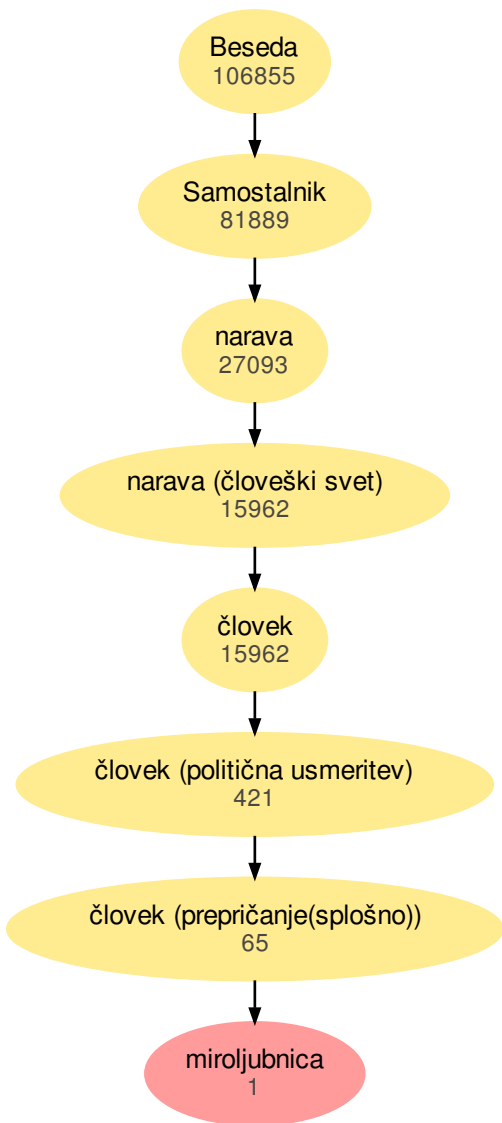 Beseda
106855
Samostalnik
81889
narava
27093
narava (človeški svet)
15962
človek
15962
človek (politična usmeritev)
421
človek (prepričanje(splošno))
65
miroljubnica
1